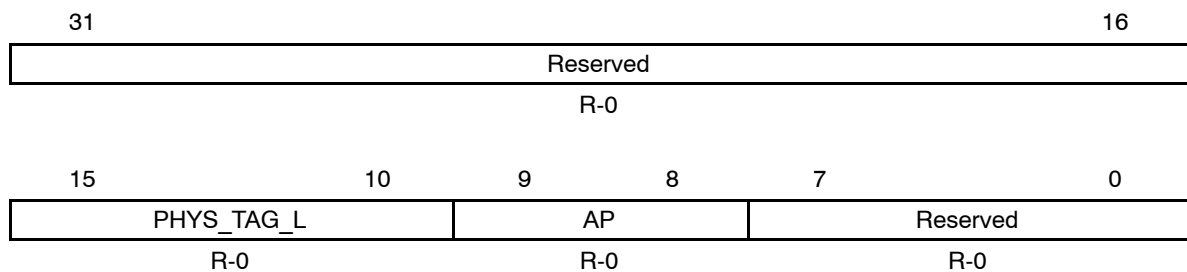 31 16
Reserved
R-0
15 10 9 8 7 0
PHYS_TAG_L AP Reserved
R-0 R-0 R-0